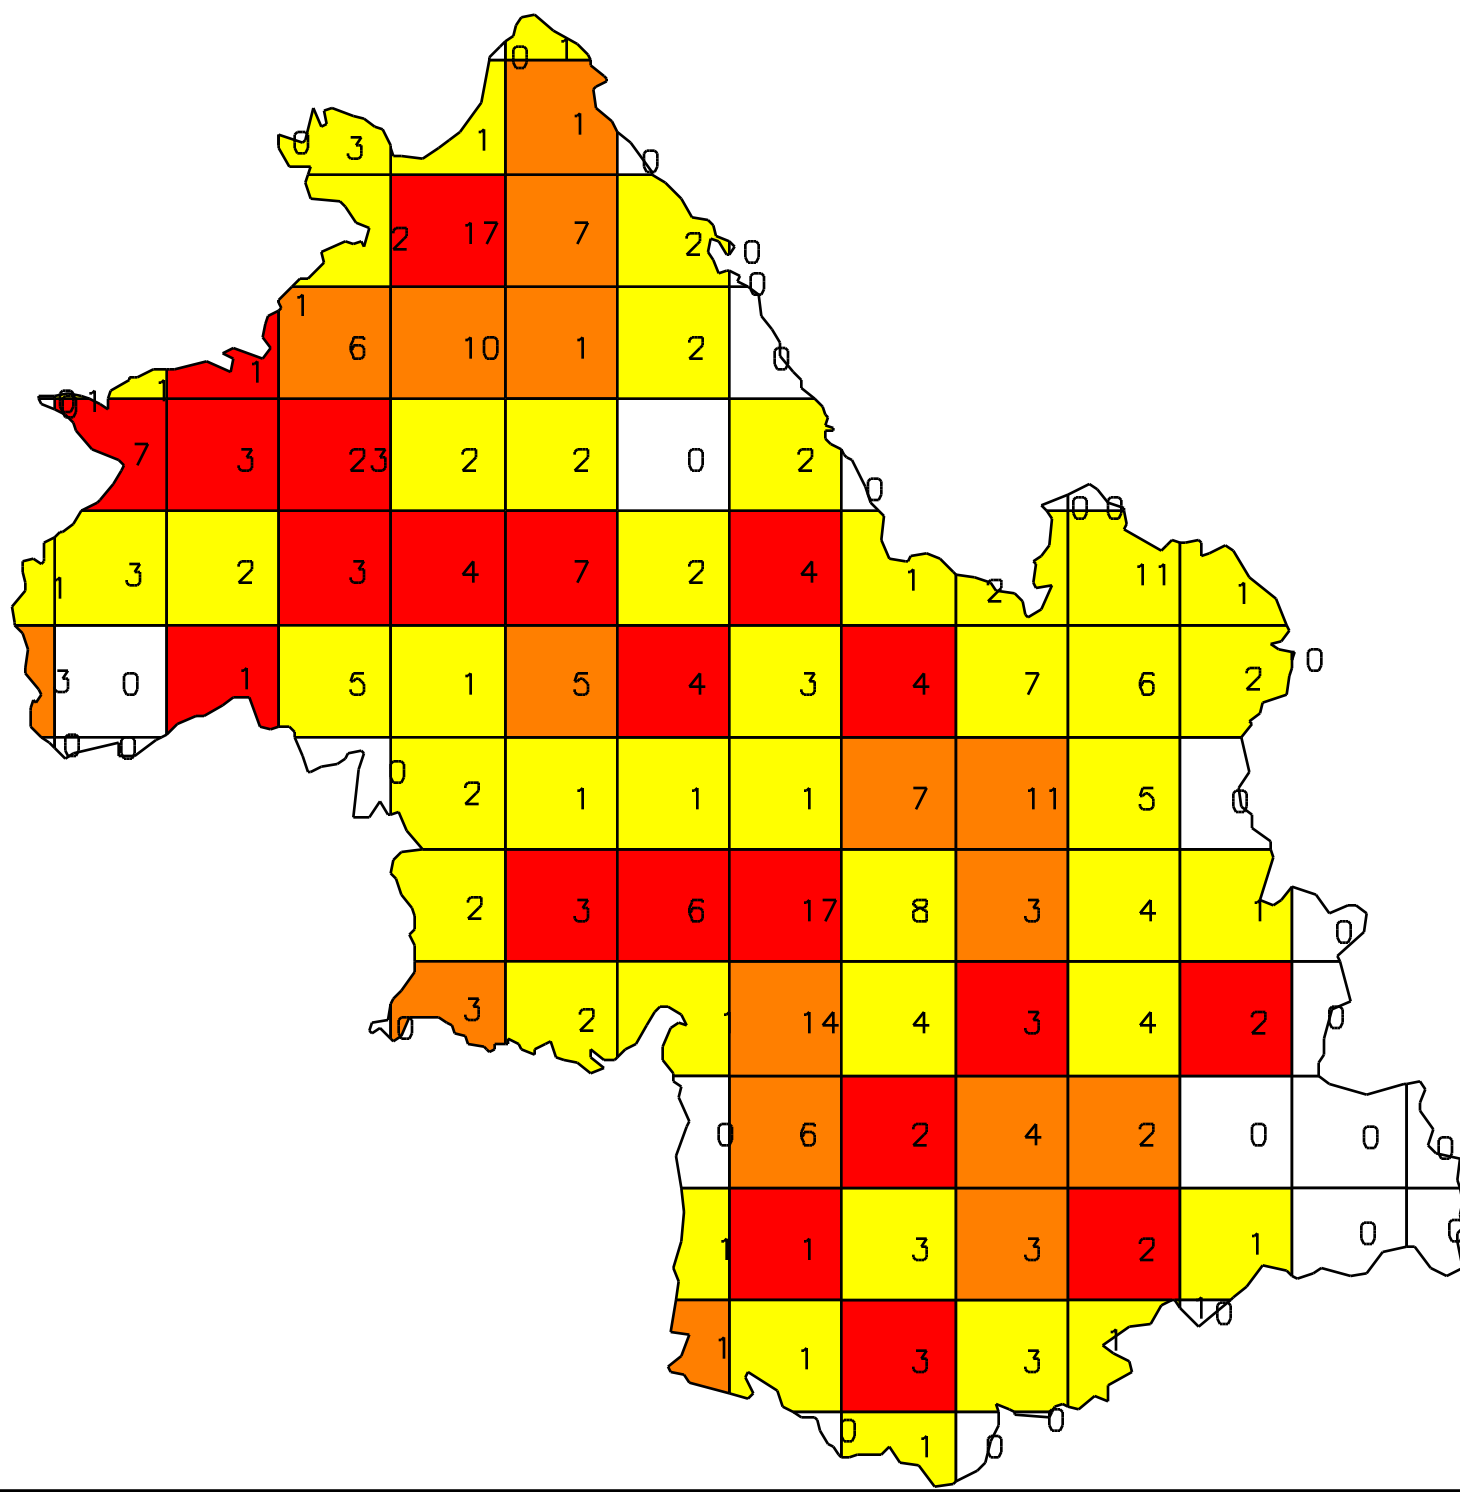 0 1
0 3 1 1 0
2 17 7 2 0
0
1 6 10 1 2 0
1 1
0 1
7 3 23 2 2 0 2 0
0 0
1 3 2 3 4 7 2 4 1 2 11 1
3 0 1 5 1 5 4 3 4 7 6 2 0
0 0
0 2 1 1 1 7 11 5 0
2 3 6 17 8 3 4 1 0
0 3 2 1 14 4 3 4 2 0
0 6 2 4 2 0 0 0
1 1 3 3 2 1 0 0
1 0
1 1 3 3 1
0 1 0 0